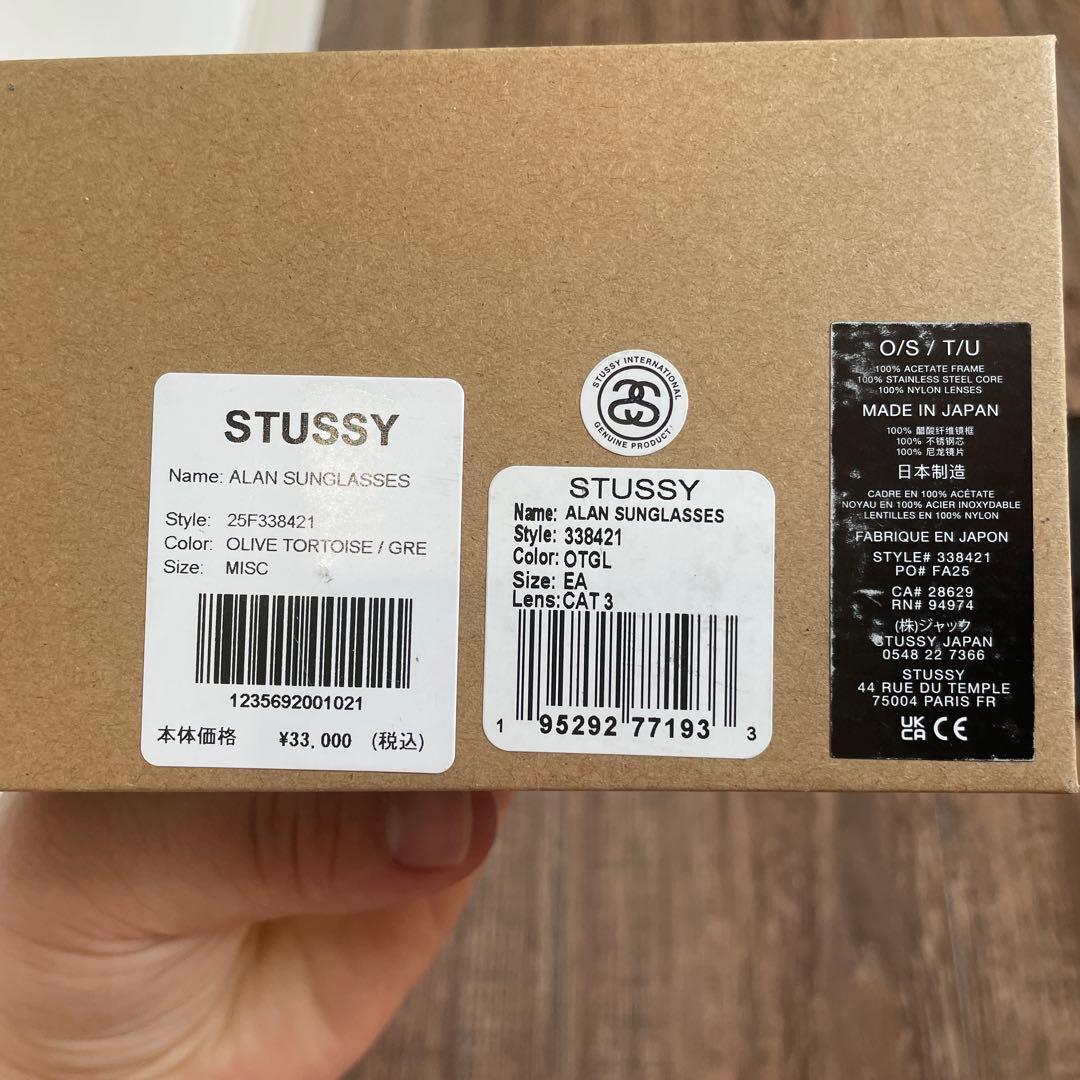 STUSSY
Name: ALAN SUNGLASSES
Style: 25F338421
Color: OLIVE TORTOISE / GRE
Size: MISC
1235692001021
本体価格 ¥33,000 (税込)
STUSSY INTERNATIONAL
GENUINE PRODUCT
STUSSY
Name: ALAN SUNGLASSES
Style: 338421
Color: OTGL
Size: EA
Lens: CAT 3
1 95292 77193 3
O/S / T/U
100% ACETATE FRAME
100% STAINLESS STEEL CORE
100% NYLON LENSES
MADE IN JAPAN
100% 醋酸纤维镜框
100% 不锈钢芯
100% 尼龙镜片
日本制造
CADRE EN 100% ACÉTATE
NOYAU EN 100% ACIER INOXYDABLE
LENTILLES EN 100% NYLON
FABRIQUE EN JAPON
STYLE# 338421
PO# FA25
CA# 28629
RN# 94974
(株)ジャック
STUSSY JAPAN
0548 22 7366
STUSSY
44 RUE DU TEMPLE
75004 PARIS FR
UK
CA CE